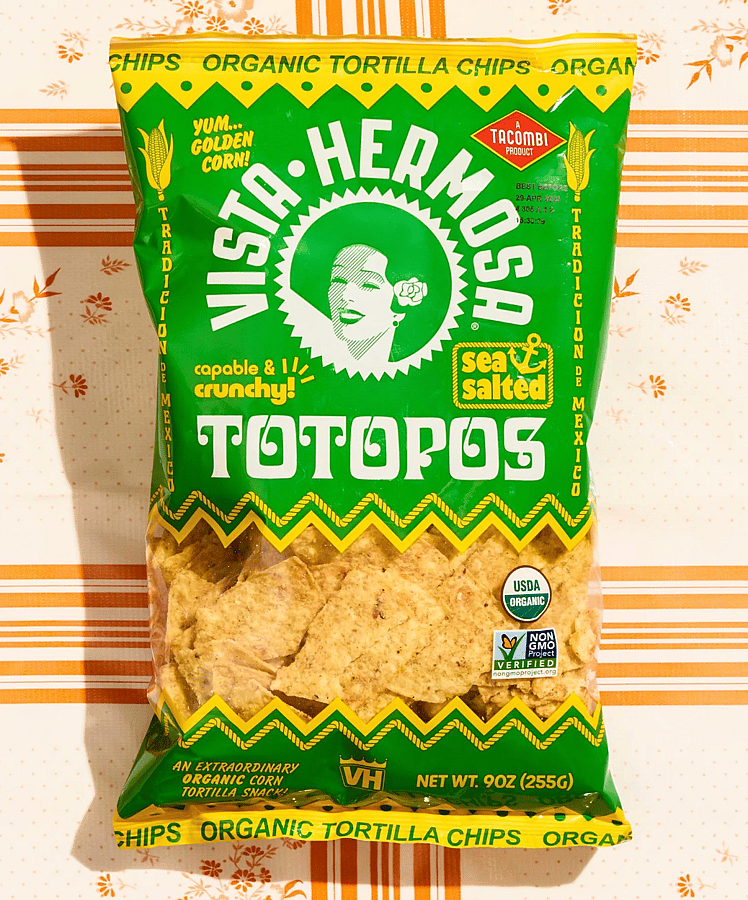 CHIPS ORGANIC TORTILLA CHIPS ORGAN
YUM...
GOLDEN
CORN!
A
TACOMBI
PRODUCT
BEST BEFORE
VISTA·HERMOSA
®
TRADICION DE MEXICO
TRADICION DE MEXICO
capable &
crunchy!
sea
salted
TOTOPOS
USDA
ORGANIC
NON
GMO
Project
VERIFIED
nongmoproject.org
AN EXTRAORDINARY
ORGANIC CORN
TORTILLA SNACK!
VH
NET WT. 9OZ (255G)
CHIPS ORGANIC TORTILLA CHIPS ORGAN